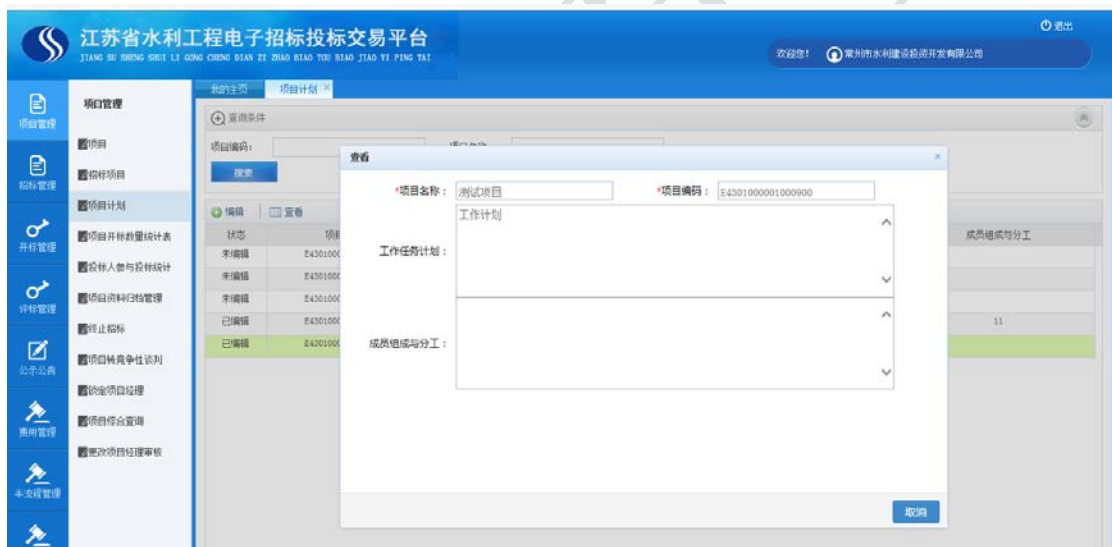 江苏省水利工程电子招标投标交易平台
JIANG SU SHENG SHUI LI GONG CHENG DIAN ZI ZHAO BIAO TOU BIAO JIAO YI PING TAI
退出
欢迎您! 常州市水利建设投资开发有限公司
我的主页 项目计划
项目管理
招标管理
开标管理
评标管理
公示公告
费用管理
项目管理
项目
招标项目
项目计划
项目开标数量统计表
投标人参与投标统计
项目资料归档管理
终止招标
项目转竞争性谈判
锁定项目经理
项目综合查询
更改项目经理审核
查询条件
项目编码:
搜索
编辑 查看
状态 成员组成与分工
未编辑 E4301000
未编辑 E4301000
未编辑 E4301000
已编辑 E4301000 11
已编辑 E4301000
查看
*项目名称: 测试项目 *项目编码: E4301000001000900
工作任务计划: 工作计划
成员组成与分工:
取消